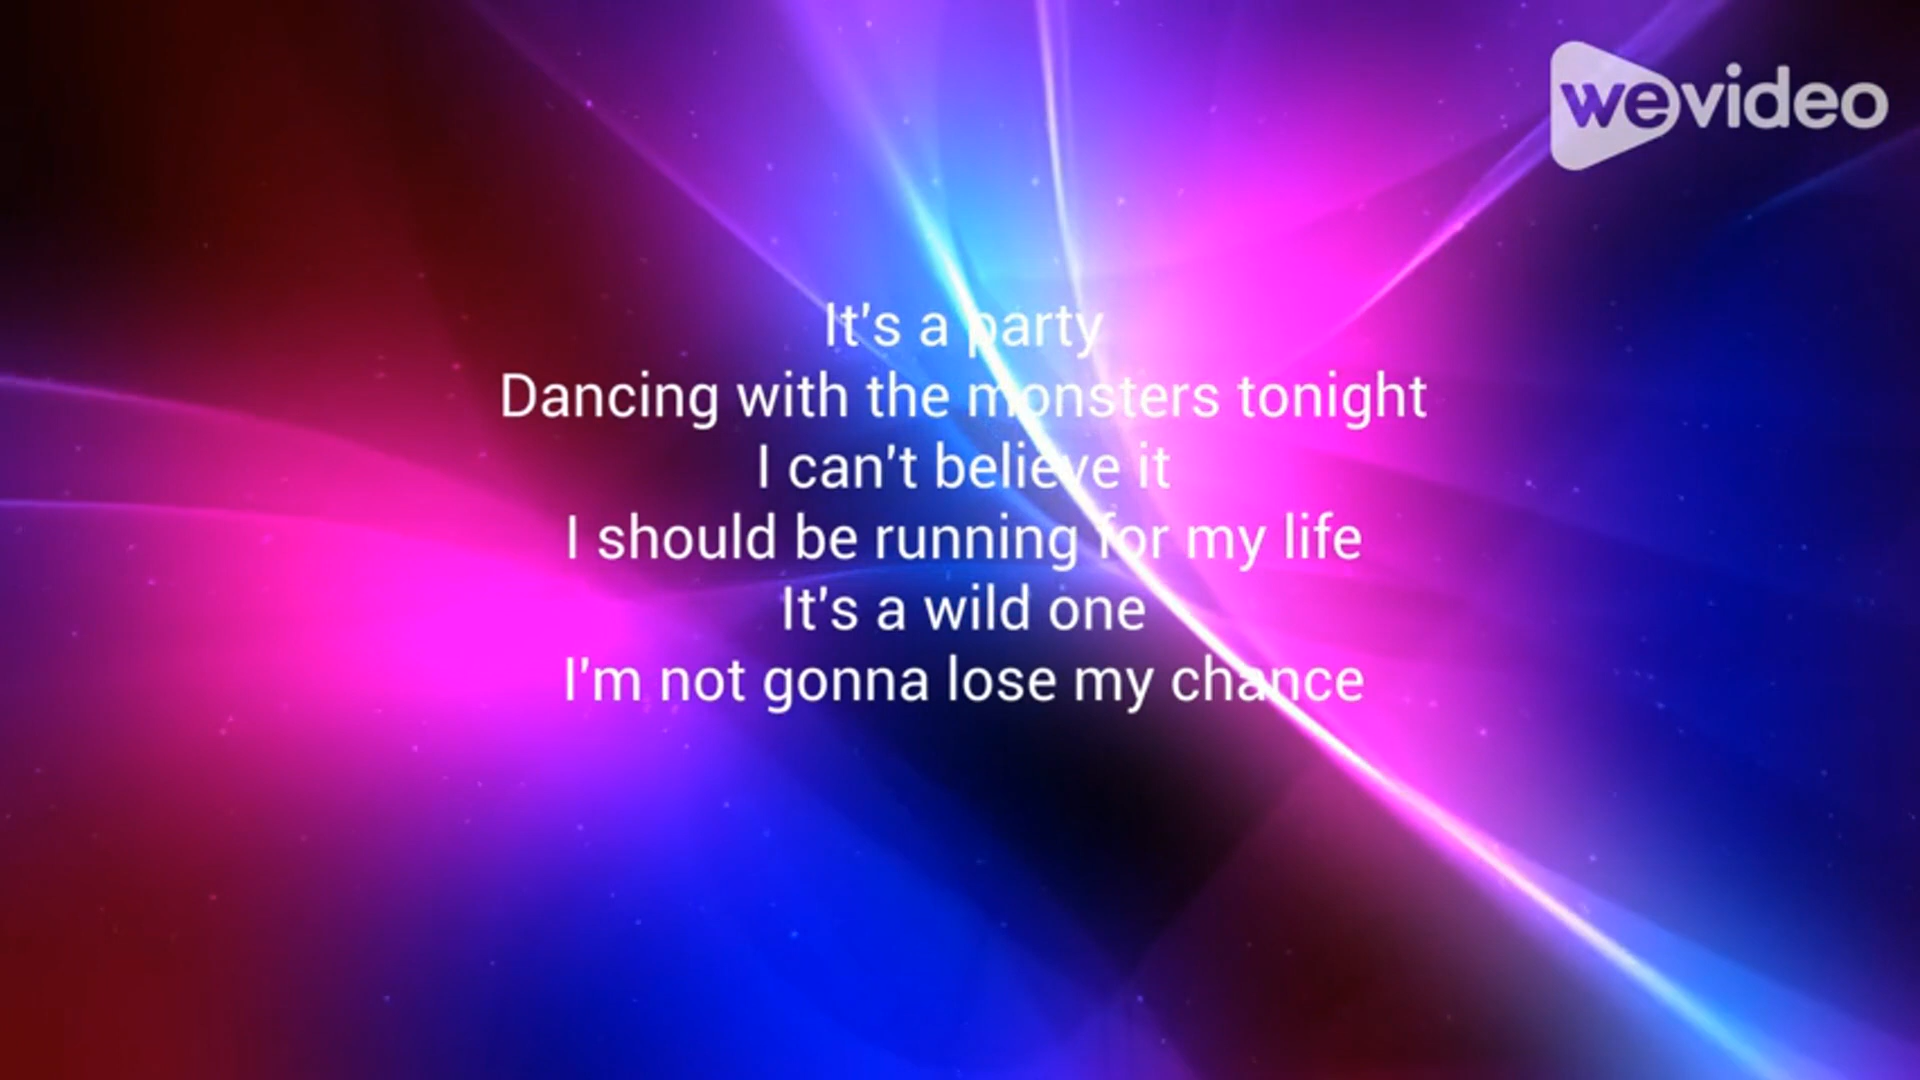 wevideo
It's a party
Dancing with the monsters tonight
I can't believe it
I should be running for my life
It's a wild one
I'm not gonna lose my chance